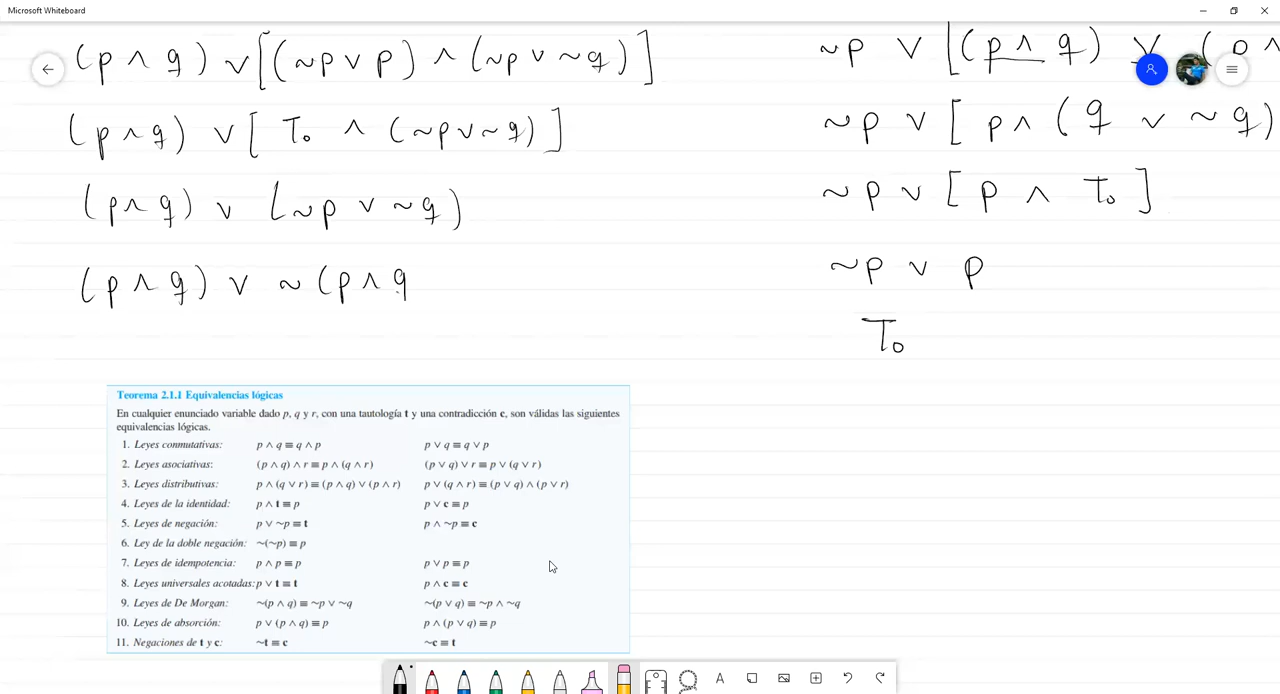 Microsoft Whiteboard
(p ∧ q) ∨ [(~p ∨ p) ∧ (~p ∨ ~q)]
(p ∧ q) ∨ [ T₀ ∧ (~p ∨ ~q)]
(p ∧ q) ∨ (~p ∨ ~q)
(p ∧ q) ∨ ~ (p ∧ q
~p ∨ [(p ∧ q) ∨ ( p ∧
~p ∨ [ p ∧ ( q ∨ ~ q)
~p ∨ [ p ∧ T₀ ]
~p ∨ p
T₀
Teorema 2.1.1 Equivalencias lógicas
En cualquier enunciado variable dado p, q y r, con una tautología t y una contradicción c, son válidas las siguientes
equivalencias lógicas.
1. Leyes conmutativas: p ∧ q ≡ q ∧ p p ∨ q ≡ q ∨ p
2. Leyes asociativas: (p ∧ q) ∧ r ≡ p ∧ (q ∧ r) (p ∨ q) ∨ r ≡ p ∨ (q ∨ r)
3. Leyes distributivas: p ∧ (q ∨ r) ≡ (p ∧ q) ∨ (p ∧ r) p ∨ (q ∧ r) ≡ (p ∨ q) ∧ (p ∨ r)
4. Leyes de la identidad: p ∧ t ≡ p p ∨ c ≡ p
5. Leyes de negación: p ∨ ~p ≡ t p ∧ ~p ≡ c
6. Ley de la doble negación: ~(~p) ≡ p
7. Leyes de idempotencia: p ∧ p ≡ p p ∨ p ≡ p
8. Leyes universales acotadas: p ∨ t ≡ t p ∧ c ≡ c
9. Leyes de De Morgan: ~(p ∧ q) ≡ ~p ∨ ~q ~(p ∨ q) ≡ ~p ∧ ~q
10. Leyes de absorción: p ∨ (p ∧ q) ≡ p p ∧ (p ∨ q) ≡ p
11. Negaciones de t y c: ~t ≡ c ~c ≡ t